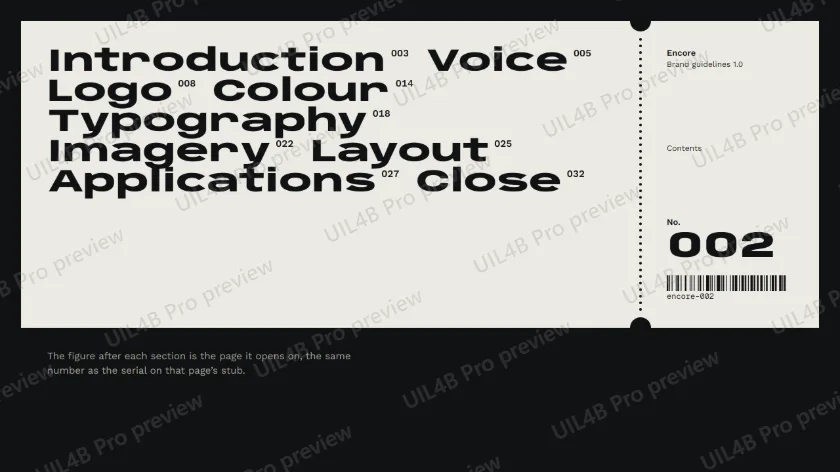 Introduction 003 Voice 005
Logo 008 Colour 014
Typography 018
Imagery 022 Layout 025
Applications 027 Close 032
Encore
Brand guidelines 1.0
Contents
No.
002
encore-002
The figure after each section is the page it opens on, the same
number as the serial on that page's stub.
UIL4B Pro preview